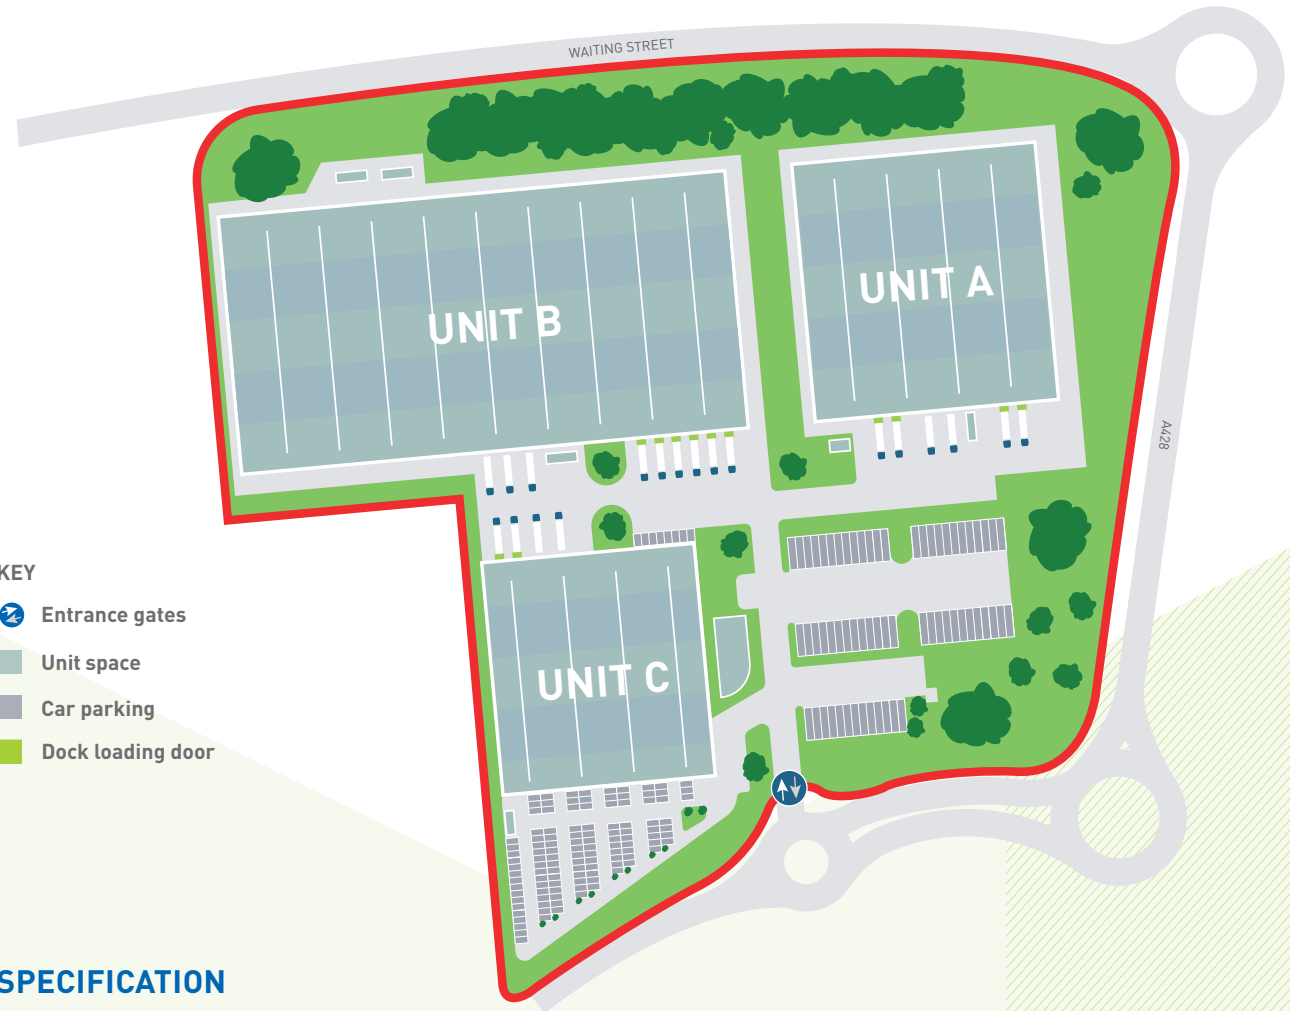 WAITING STREET
UNIT A
UNIT B
A428
KEY
Entrance gates
UNIT C
Unit space
Car parking
Dock loading door
SPECIFICATION